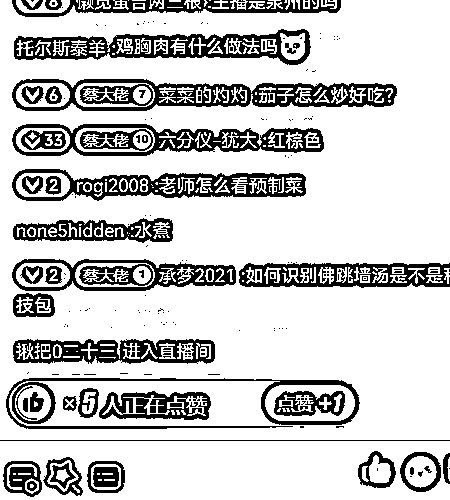 托尔斯泰羊 :鸡胸肉有什么做法吗
6 蔡大佬 7 菜菜的灼灼 :茄子怎么炒好吃?
33 蔡大佬 10 六分仪-犹大 :红棕色
2 rogi2008 :老师怎么看预制菜
none5hidden :水煮
2 蔡大佬 1 承梦2021 :如何识别佛跳墙汤是不是科
技包
揪把0二十三 进入直播间
×5人正在点赞 点赞+1